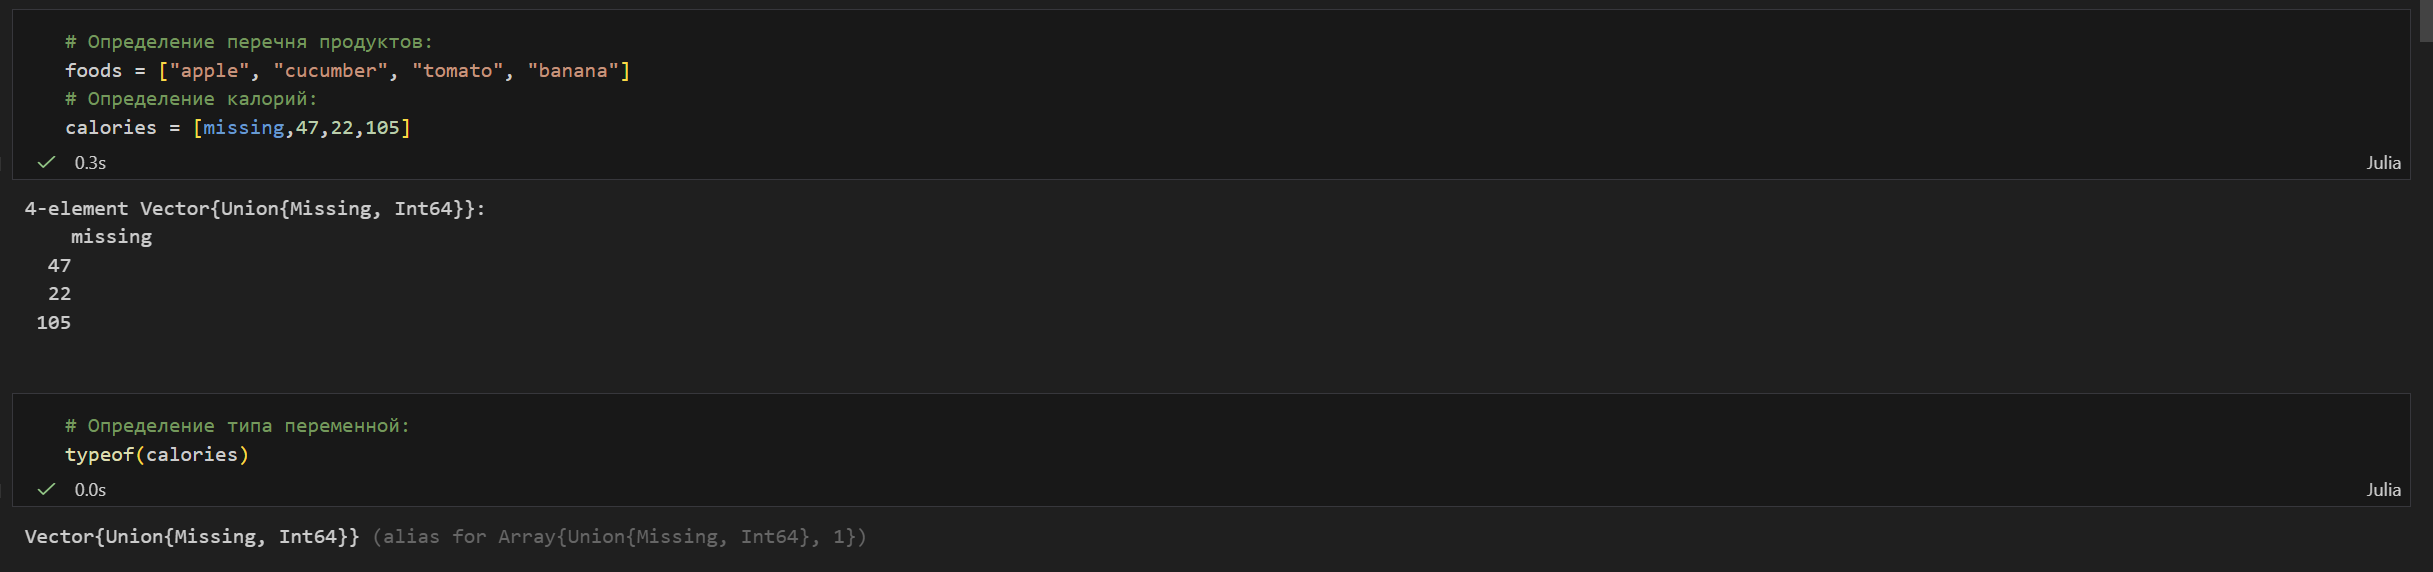 # Определение перечня продуктов:
foods = ["apple", "cucumber", "tomato", "banana"]
# Определение калорий:
calories = [missing,47,22,105]
0.3s
Julia
4-element Vector{Union{Missing, Int64}}:
missing
47
22
105
# Определение типа переменной:
typeof(calories)
0.0s
Julia
Vector{Union{Missing, Int64}} (alias for Array{Union{Missing, Int64}, 1})